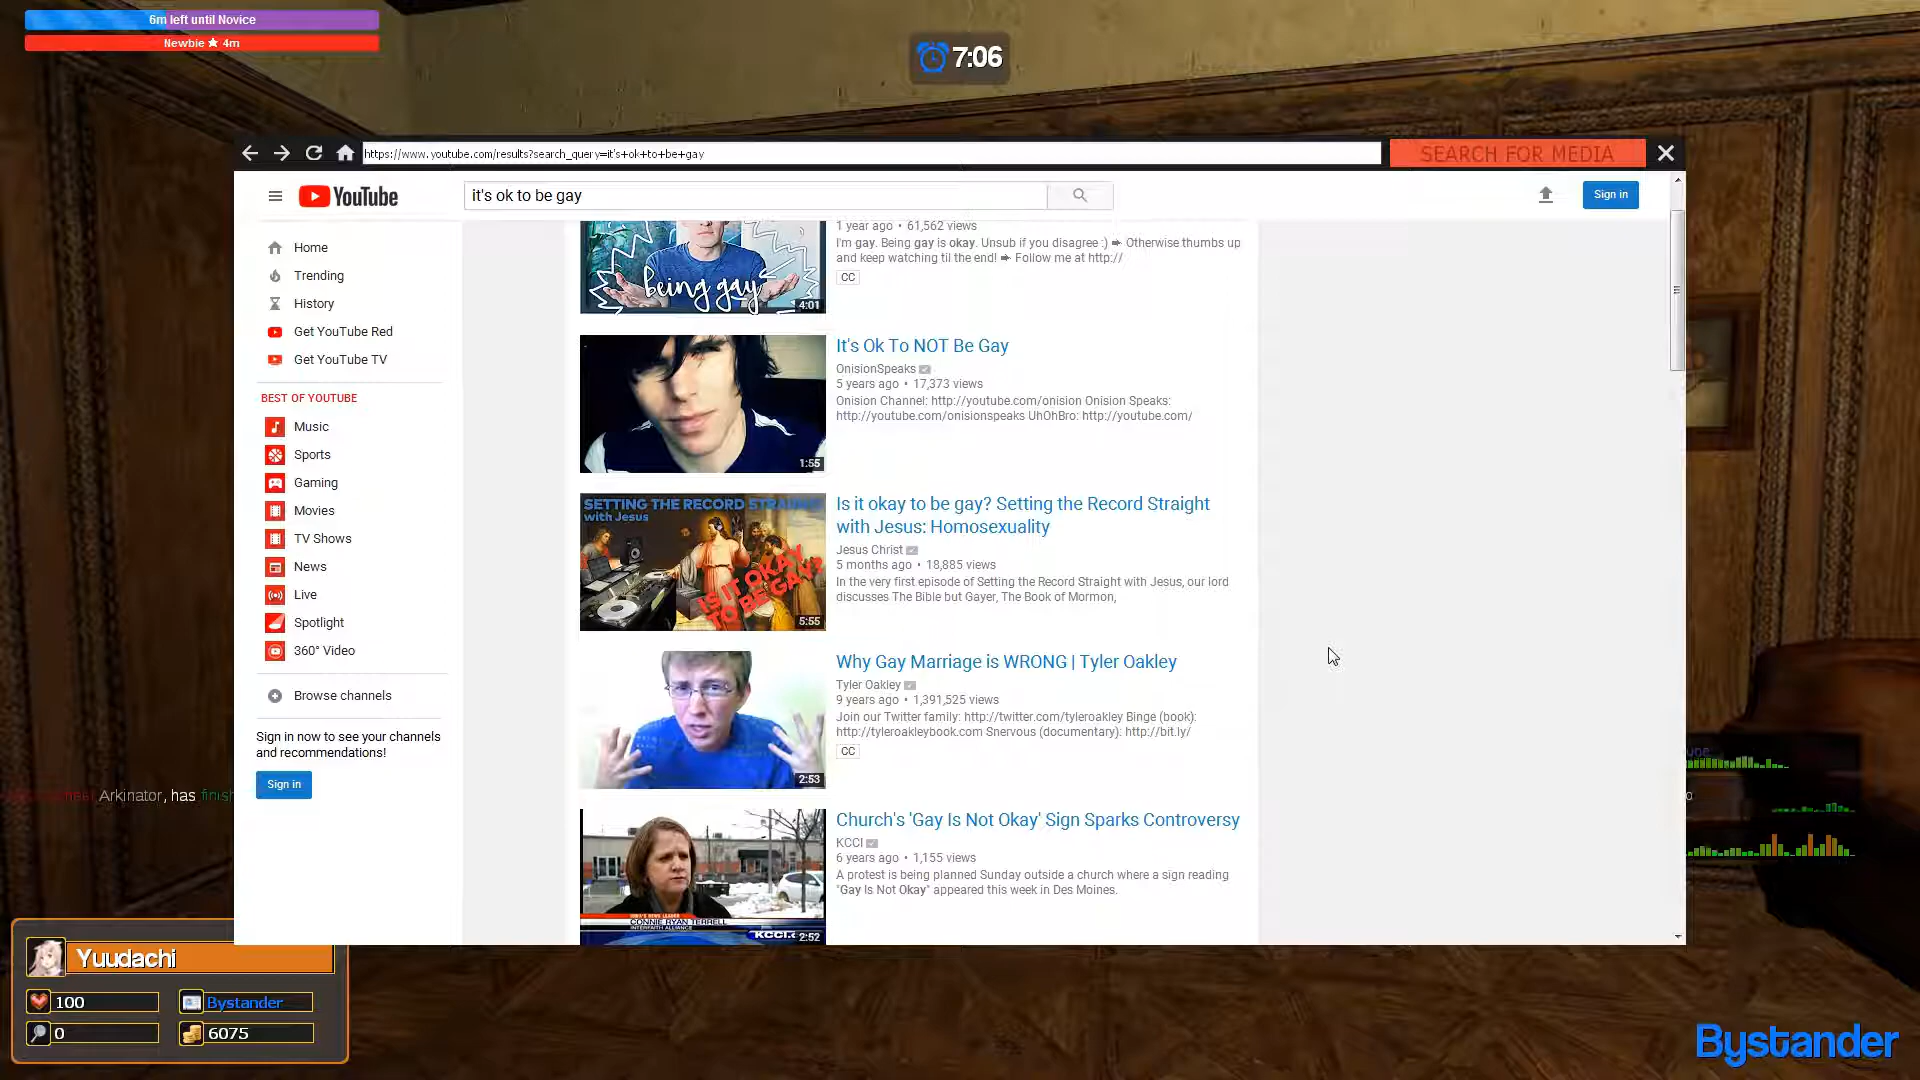 6m left until Novice
Newbie ★ 4m
7:06
https://www.youtube.com/results?search_query=it's+ok+to+be+gay
SEARCH FOR MEDIA
YouTube
it's ok to be gay
Sign in
Home
Trending
History
Get YouTube Red
Get YouTube TV
BEST OF YOUTUBE
Music
Sports
Gaming
Movies
TV Shows
News
Live
Spotlight
360° Video
Browse channels
Sign in now to see your channels
and recommendations!
Sign in
being gay
4:01
1 year ago • 61,562 views
I'm gay. Being gay is okay. Unsub if you disagree :) ➨ Otherwise thumbs up
and keep watching til the end! ➨ Follow me at http://
CC
1:55
It's Ok To NOT Be Gay
OnisionSpeaks
5 years ago • 17,373 views
Onision Channel: http://youtube.com/onision Onision Speaks:
http://youtube.com/onisionspeaks UhOhBro: http://youtube.com/
SETTING THE RECORD STRAIGHT
with Jesus
IS IT OKAY
TO BE GAY?
5:55
Is it okay to be gay? Setting the Record Straight
with Jesus: Homosexuality
Jesus Christ
5 months ago • 18,885 views
In the very first episode of Setting the Record Straight with Jesus, our lord
discusses The Bible but Gayer, The Book of Mormon,
2:53
Why Gay Marriage is WRONG | Tyler Oakley
Tyler Oakley
9 years ago • 1,391,525 views
Join our Twitter family: http://twitter.com/tyleroakley Binge (book):
http://tyleroakleybook.com Snervous (documentary): http://bit.ly/
CC
CONNIE RYAN TERRELL
INTERFAITH ALLIANCE
KCCI
2:52
Church's 'Gay Is Not Okay' Sign Sparks Controversy
KCCI
6 years ago • 1,155 views
A protest is being planned Sunday outside a church where a sign reading
"Gay Is Not Okay" appeared this week in Des Moines.
Arkinator, has finish
Yuudachi
100
Bystander
0
6075
Bystander